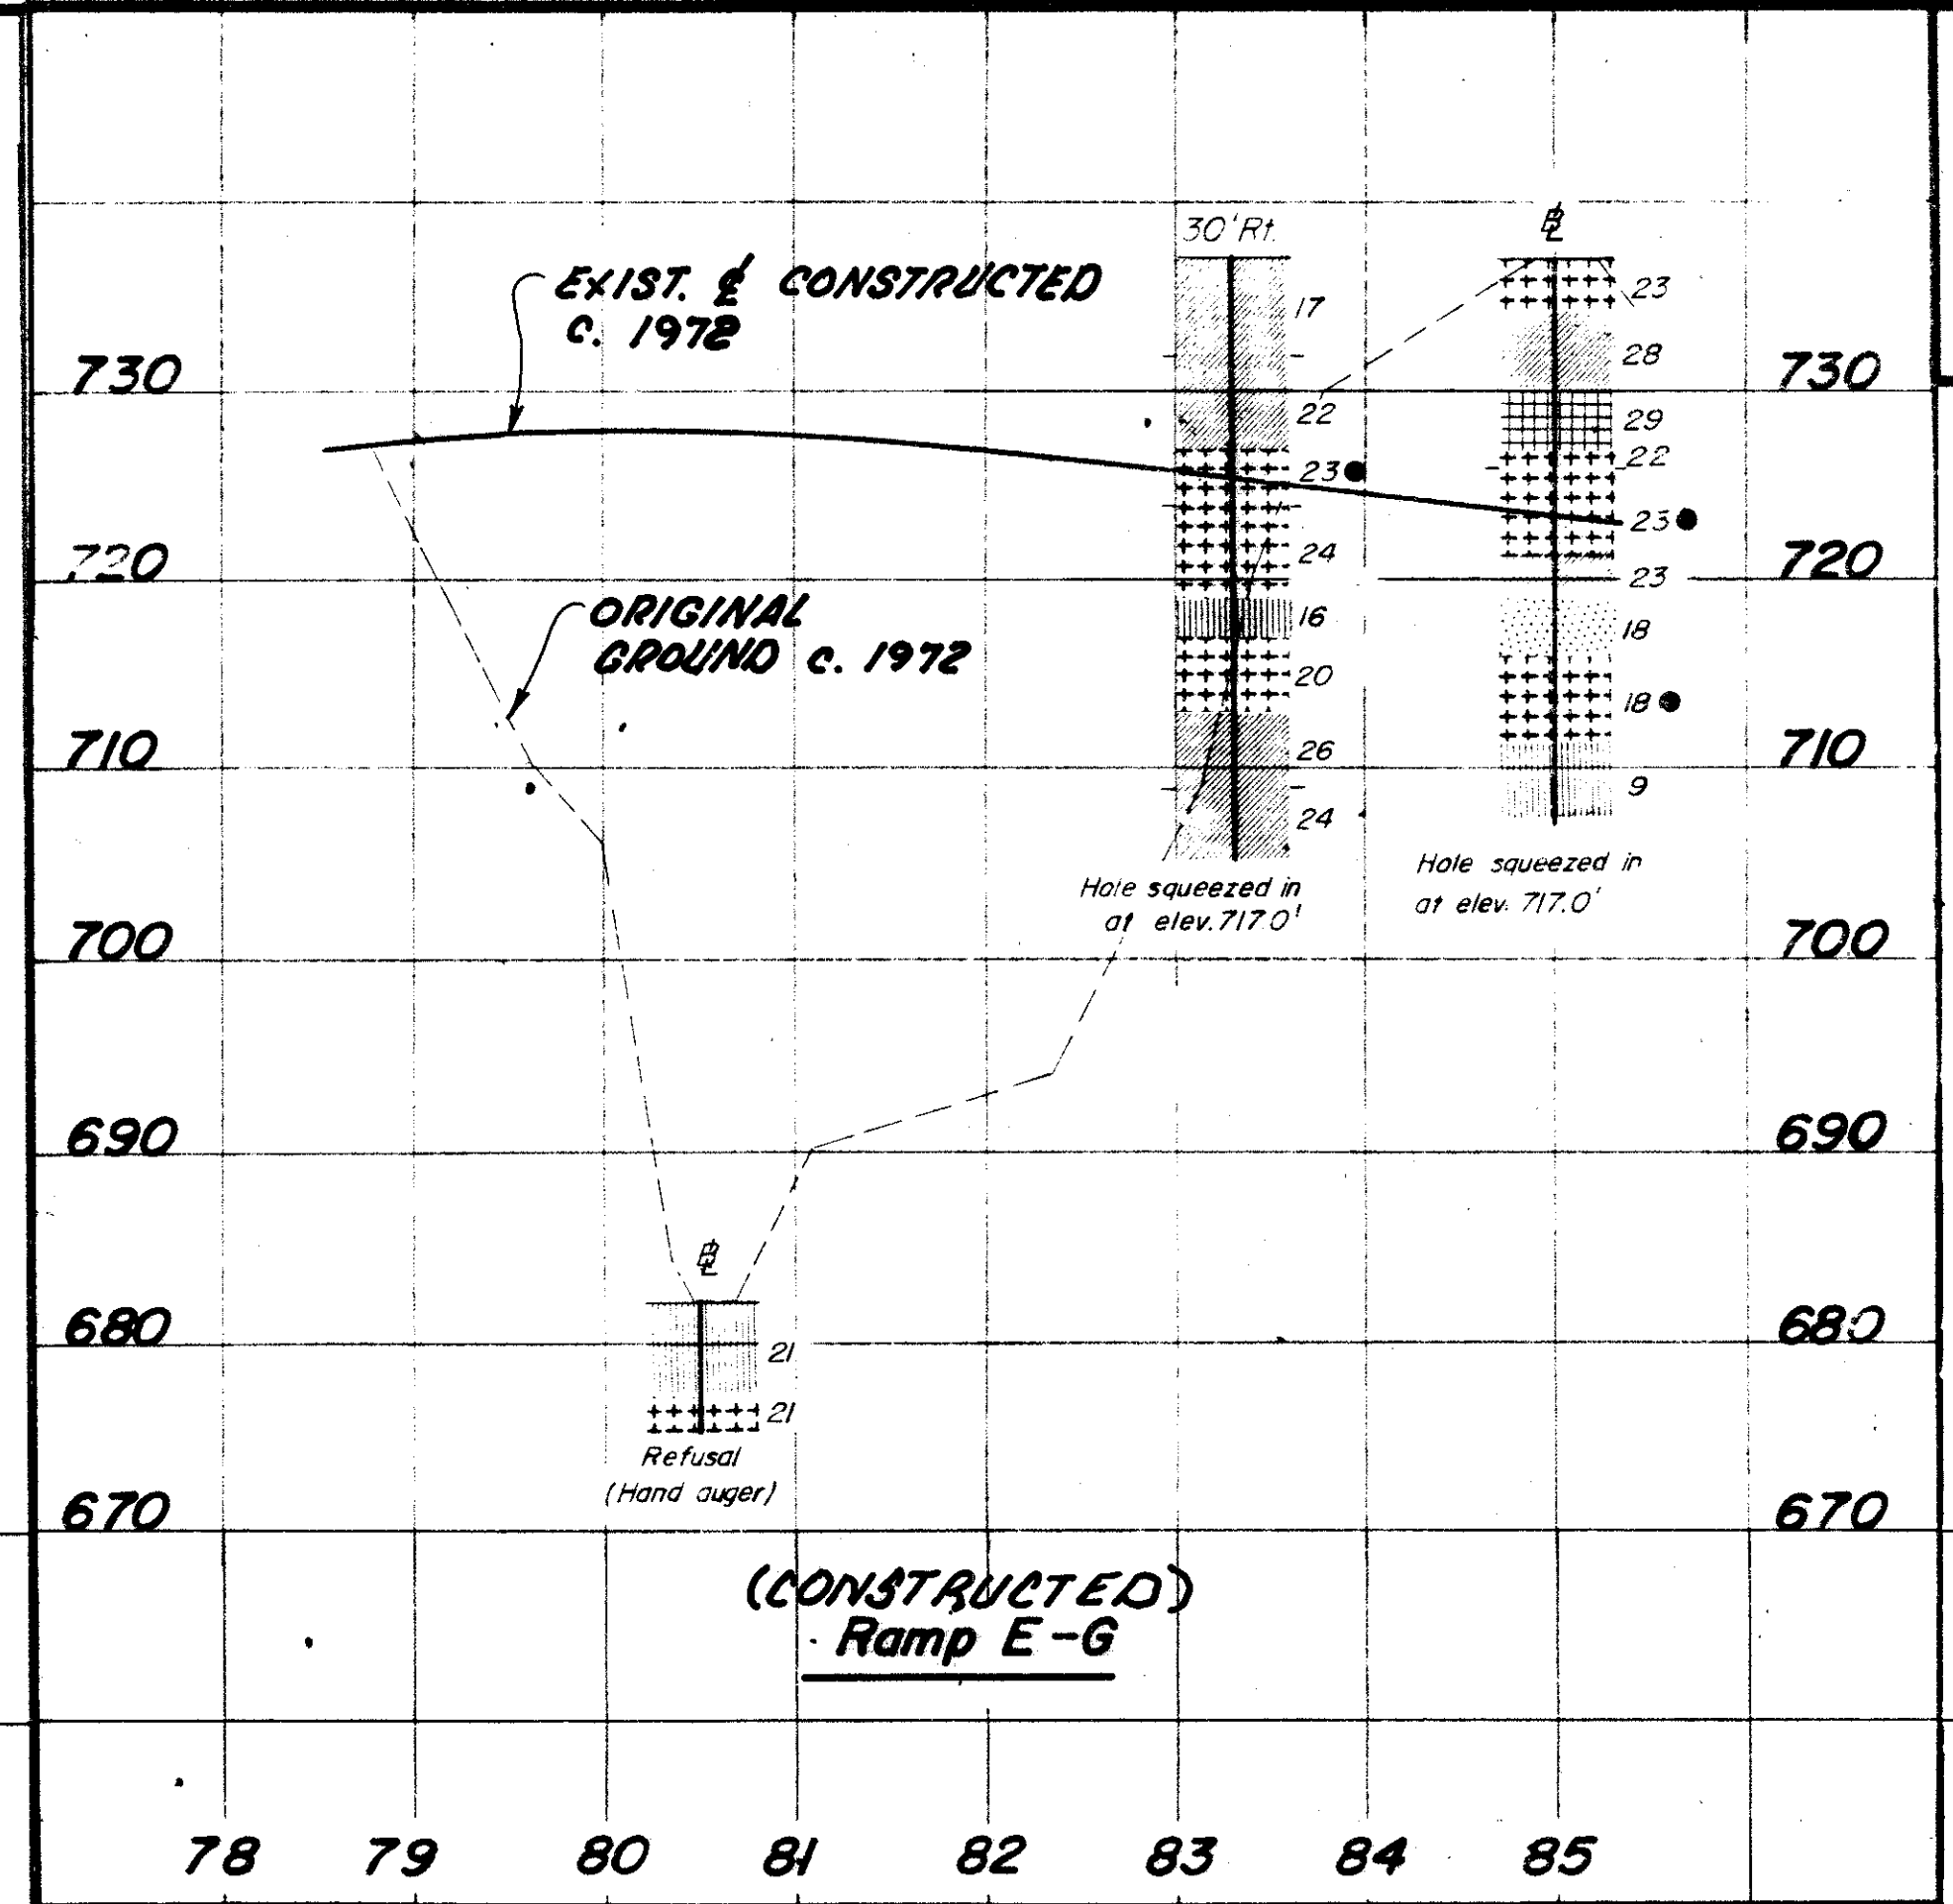 30' Rt.
EXIST. ℄ CONSTRUCTED
C. 1972
17
23
28
730
730
22
29
22
23
23
24
23
720
720
ORIGINAL
GROUND C. 1972
16
18
20
18
710
26
710
9
24
Hole squeezed in
at elev. 717.0'
Hole squeezed in
at elev. 717.0'
700
700
690
690
680
680
21
21
Refusal
(Hand auger)
670
670
(CONSTRUCTED)
Ramp E-G
78 79 80 81 82 83 84 85